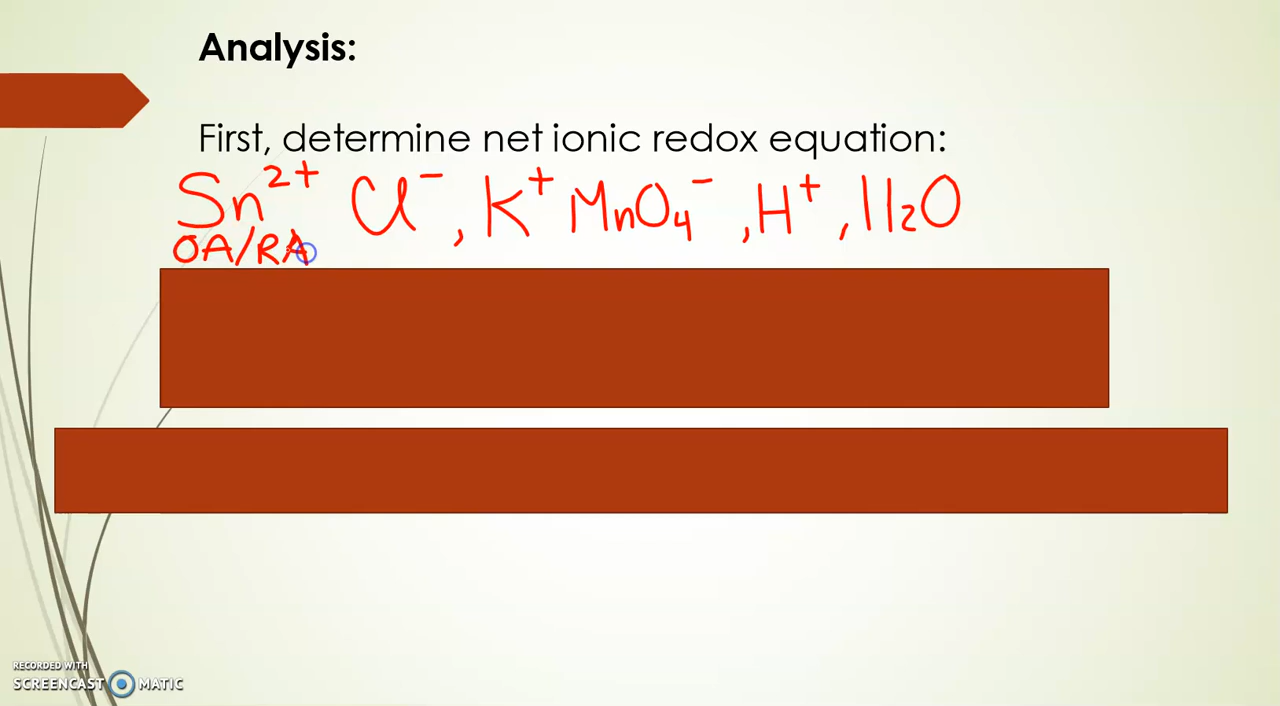 Analysis:
First, determine net ionic redox equation:
Sn²⁺ Cl⁻, K⁺ MnO₄⁻, H⁺, H₂O
OA/RA
RECORDED WITH
SCREENCAST MATIC